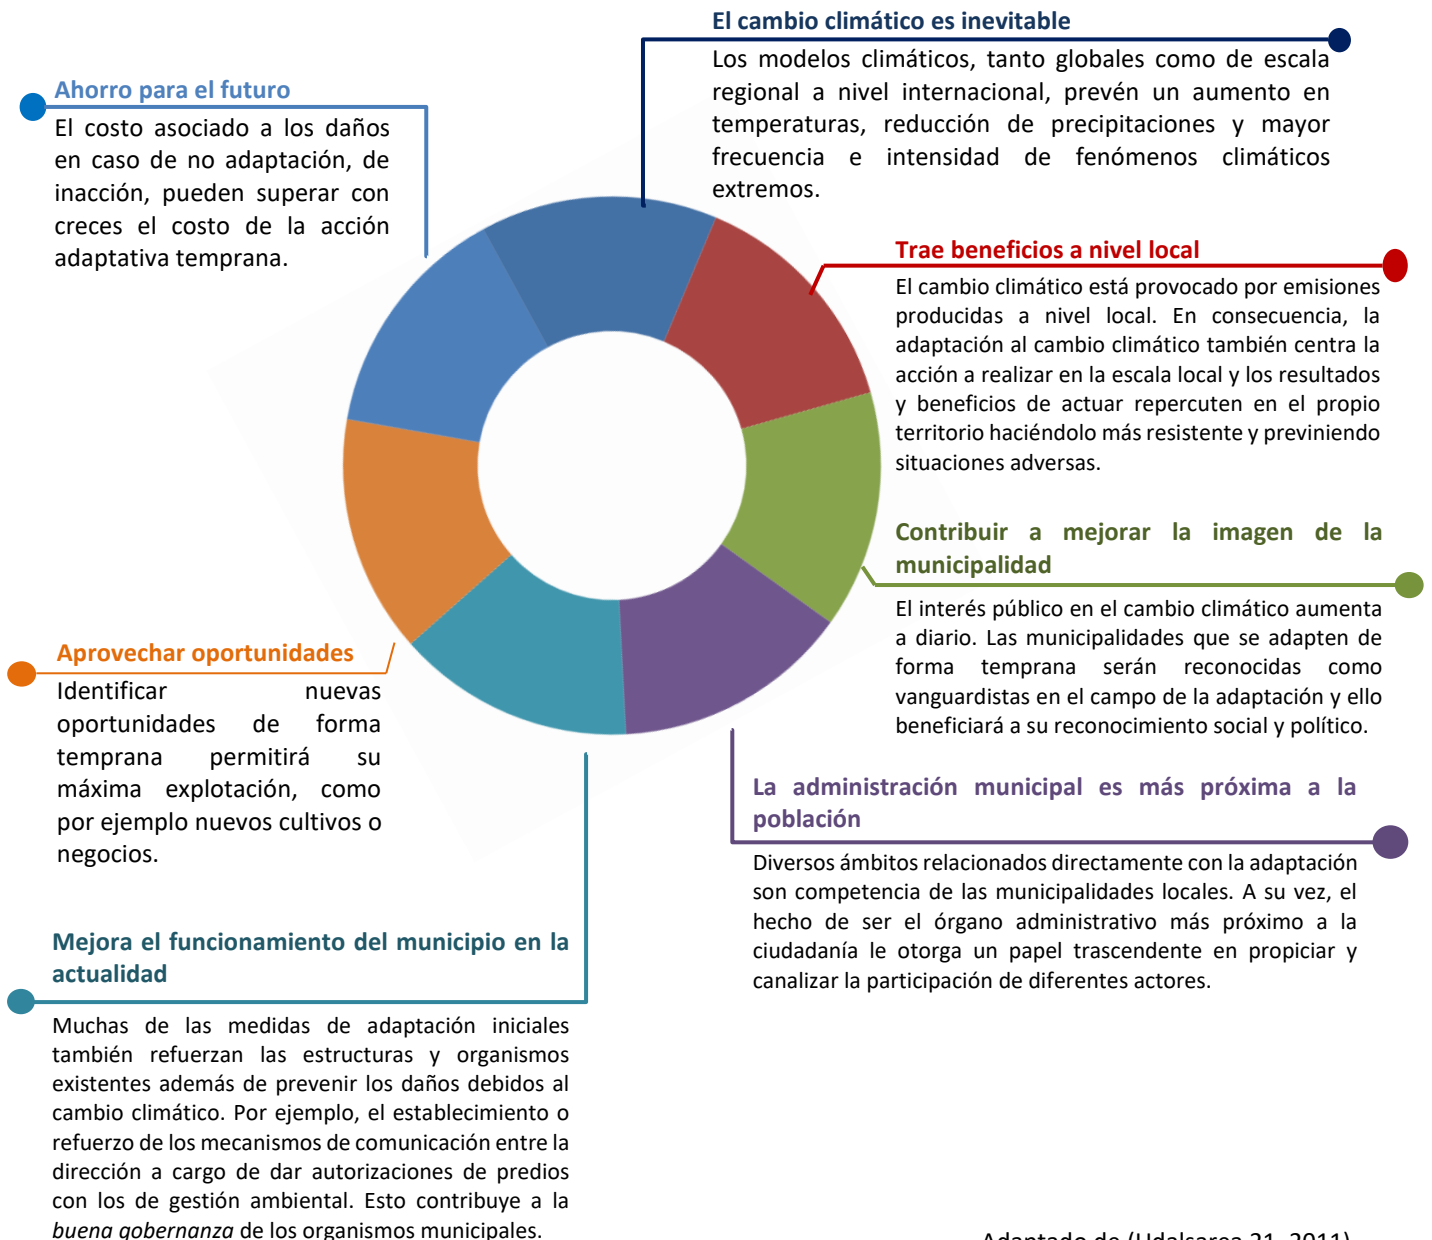 El cambio climático es inevitable
Los modelos climáticos, tanto globales como de escala
regional a nivel internacional, prevén un aumento en
temperaturas, reducción de precipitaciones y mayor
frecuencia e intensidad de fenómenos climáticos
extremos.
Ahorro para el futuro
El costo asociado a los daños
en caso de no adaptación, de
inacción, pueden superar con
creces el costo de la acción
adaptativa temprana.
Trae beneficios a nivel local
El cambio climático está provocado por emisiones
producidas a nivel local. En consecuencia, la
adaptación al cambio climático también centra la
acción a realizar en la escala local y los resultados
y beneficios de actuar repercuten en el propio
territorio haciéndolo más resistente y previniendo
situaciones adversas.
Contribuir a mejorar la imagen de la
municipalidad
El interés público en el cambio climático aumenta
a diario. Las municipalidades que se adapten de
forma temprana serán reconocidas como
vanguardistas en el campo de la adaptación y ello
beneficiará a su reconocimiento social y político.
Aprovechar oportunidades
Identificar nuevas
oportunidades de forma
temprana permitirá su
máxima explotación, como
por ejemplo nuevos cultivos o
negocios.
La administración municipal es más próxima a la
población
Diversos ámbitos relacionados directamente con la adaptación
son competencia de las municipalidades locales. A su vez, el
hecho de ser el órgano administrativo más próximo a la
ciudadanía le otorga un papel trascendente en propiciar y
canalizar la participación de diferentes actores.
Mejora el funcionamiento del municipio en la
actualidad
Muchas de las medidas de adaptación iniciales
también refuerzan las estructuras y organismos
existentes además de prevenir los daños debidos al
cambio climático. Por ejemplo, el establecimiento o
refuerzo de los mecanismos de comunicación entre la
dirección a cargo de dar autorizaciones de predios
con los de gestión ambiental. Esto contribuye a la
buena gobernanza de los organismos municipales.
Adaptado de (Udalsarea 21, 2011)